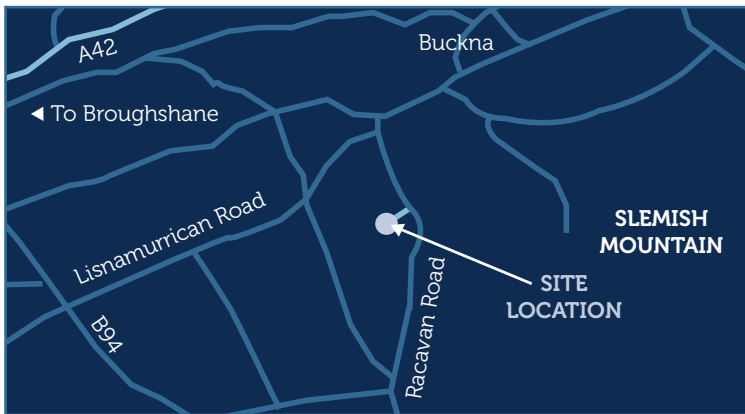 A42
Buckna
◄ To Broughshane
Lisnamurrican Road
SLEMISH
MOUNTAIN
SITE
LOCATION
Racavan Road
B94